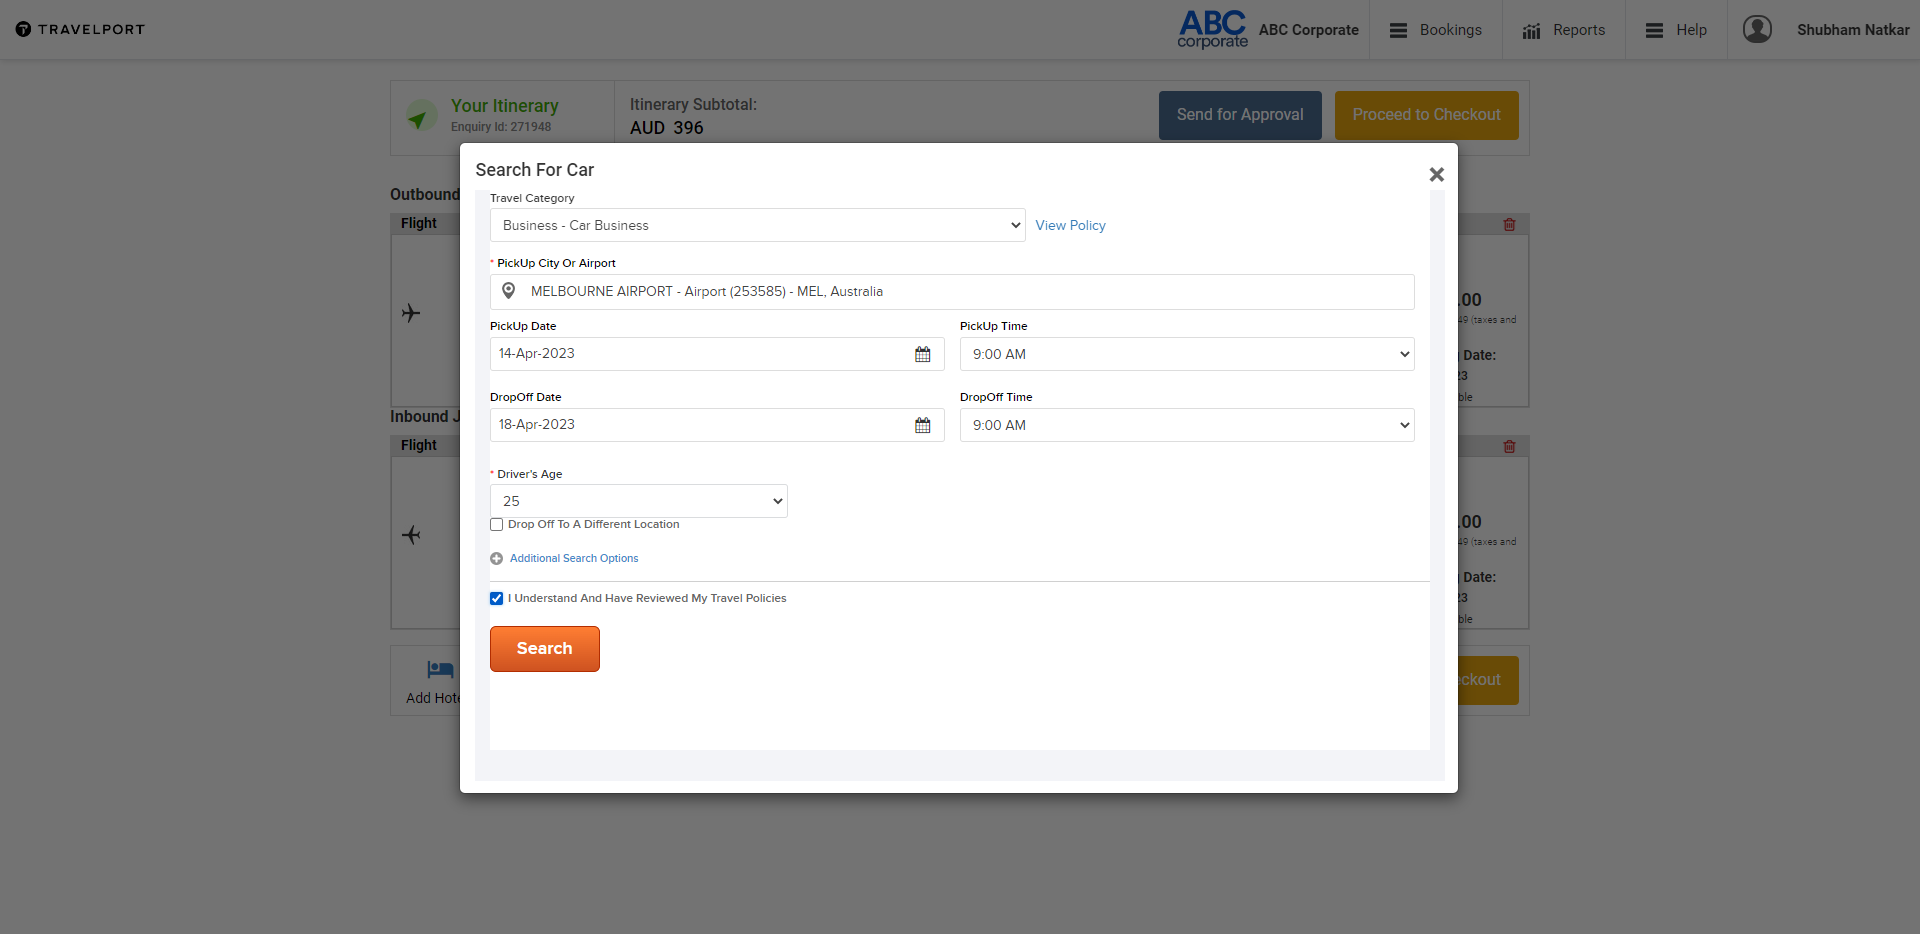 TRAVELPORT
ABC
corporate
ABC Corporate
Bookings
Reports
Help
Shubham Natkar
Your Itinerary
Enquiry Id: 271948
Itinerary Subtotal:
AUD 396
Send for Approval
Proceed to Checkout
Search For Car
Outbound
Flight
Travel Category
Business - Car Business
View Policy
* PickUp City Or Airport
MELBOURNE AIRPORT - Airport (253585) - MEL, Australia
.00
49 (taxes and
PickUp Date
PickUp Time
14-Apr-2023
9:00 AM
Date:
23
ble
DropOff Date
DropOff Time
18-Apr-2023
9:00 AM
Inbound J
Flight
* Driver's Age
25
Drop Off To A Different Location
.00
49 (taxes and
Additional Search Options
Date:
23
ble
I Understand And Have Reviewed My Travel Policies
Search
Add Hote
eckout